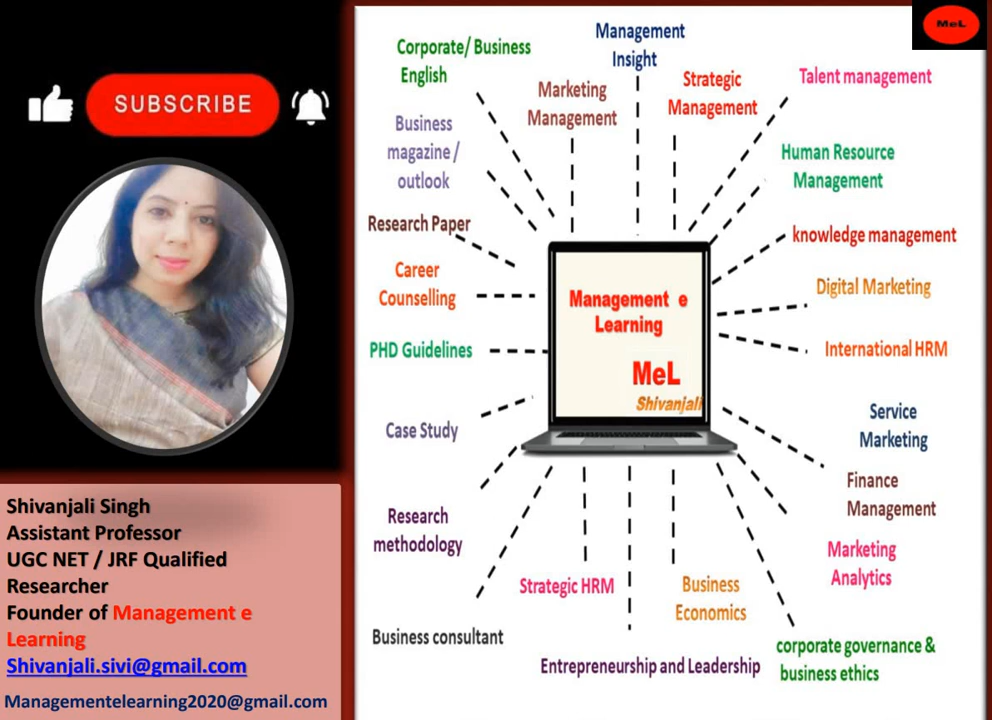 SUBSCRIBE
Shivanjali Singh
Assistant Professor
UGC NET / JRF Qualified
Researcher
Founder of Management e
Learning
Shivanjali.sivi@gmail.com
Managementelearning2020@gmail.com
MeL
Corporate/ Business
English
Management
Insight
Marketing
Management
Strategic
Management
Talent management
Business
magazine /
outlook
Human Resource
Management
Research Paper
knowledge management
Career
Counselling
Digital Marketing
Management e
Learning
MeL
Shivanjali
PHD Guidelines
International HRM
Case Study
Service
Marketing
Finance
Management
Research
methodology
Marketing
Analytics
Strategic HRM
Business
Economics
Business consultant
Entrepreneurship and Leadership
corporate governance &
business ethics